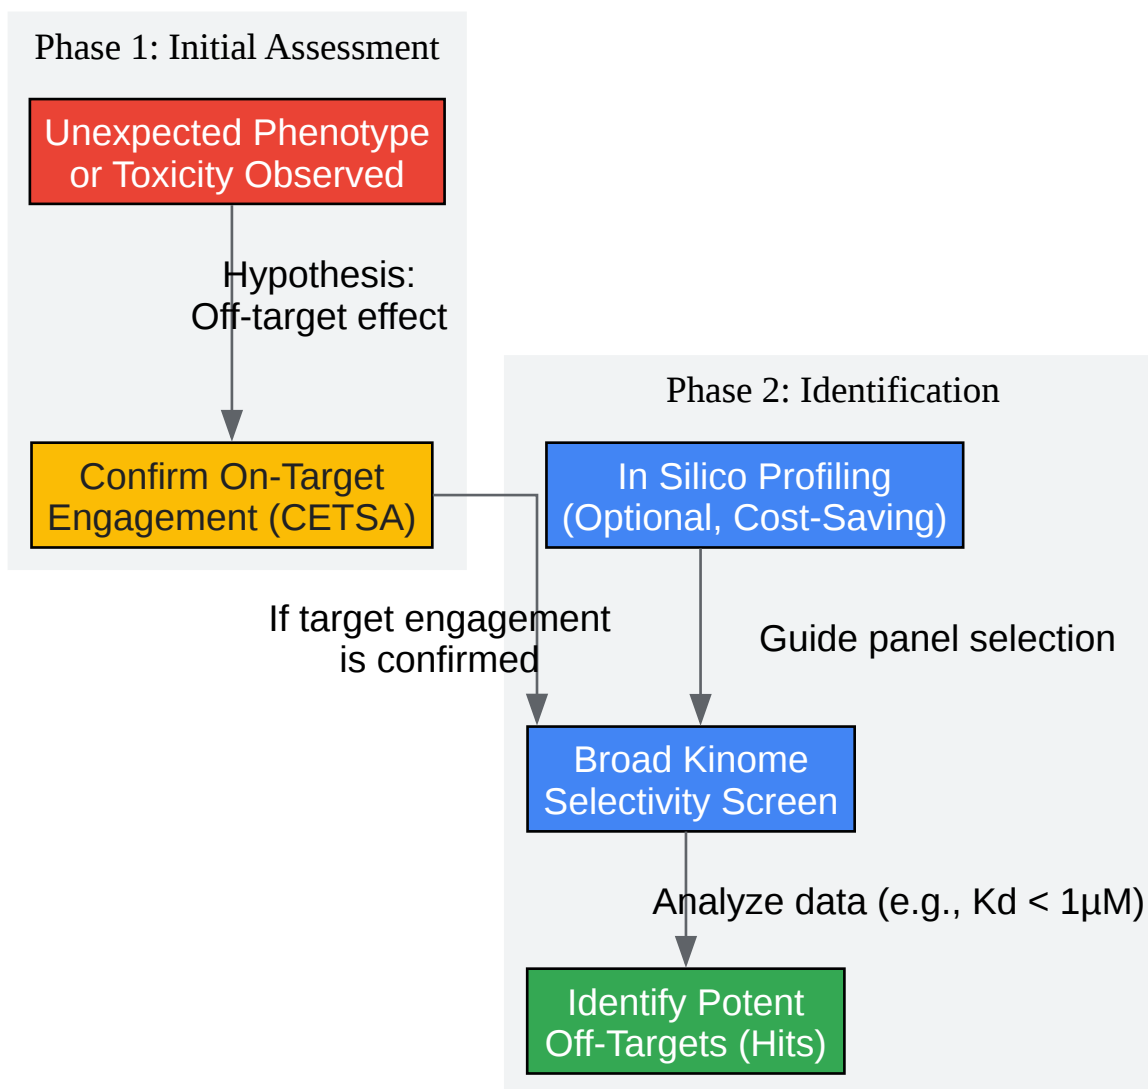 Phase 1: Initial Assessment
Unexpected Phenotype
or Toxicity Observed
Hypothesis:
Off-target effect
Confirm On-Target
Engagement (CETSA)
If target engagement
is confirmed
Phase 2: Identification
In Silico Profiling
(Optional, Cost-Saving)
Guide panel selection
Broad Kinome
Selectivity Screen
Analyze data (e.g., Kd < 1µM)
Identify Potent
Off-Targets (Hits)